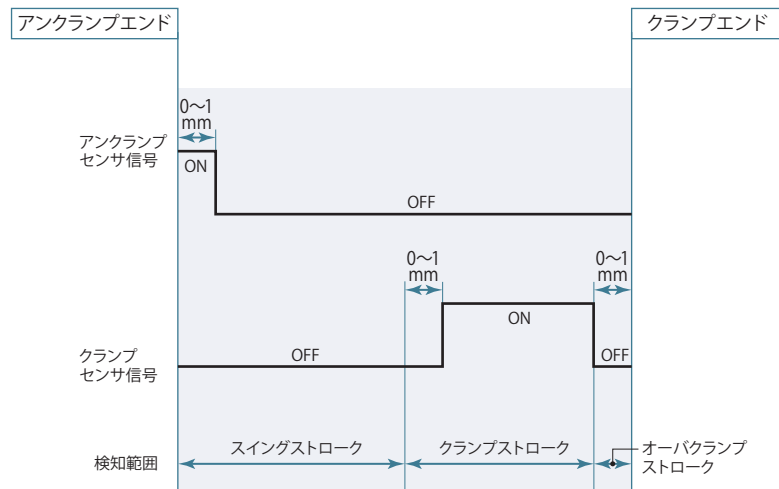 アンクランプエンド
クランプエンド
0〜1
mm
アンクランプ
センサ信号
ON
OFF
0〜1
mm
0〜1
mm
ON
クランプ
センサ信号
OFF
OFF
検知範囲
スイングストローク
クランプストローク
オーバクランプ
ストローク